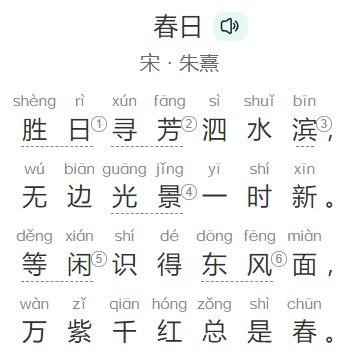 春日
宋·朱熹
shèng rì xún fāng sì shuǐ bīn
胜日①寻芳②泗水滨③，
wú biān guāng jǐng yī shí xīn
无边光景④一时新。
děng xián shí dé dōng fēng miàn
等闲⑤识得东风⑥面，
wàn zǐ qiān hóng zǒng shì chūn
万紫千红总是春。